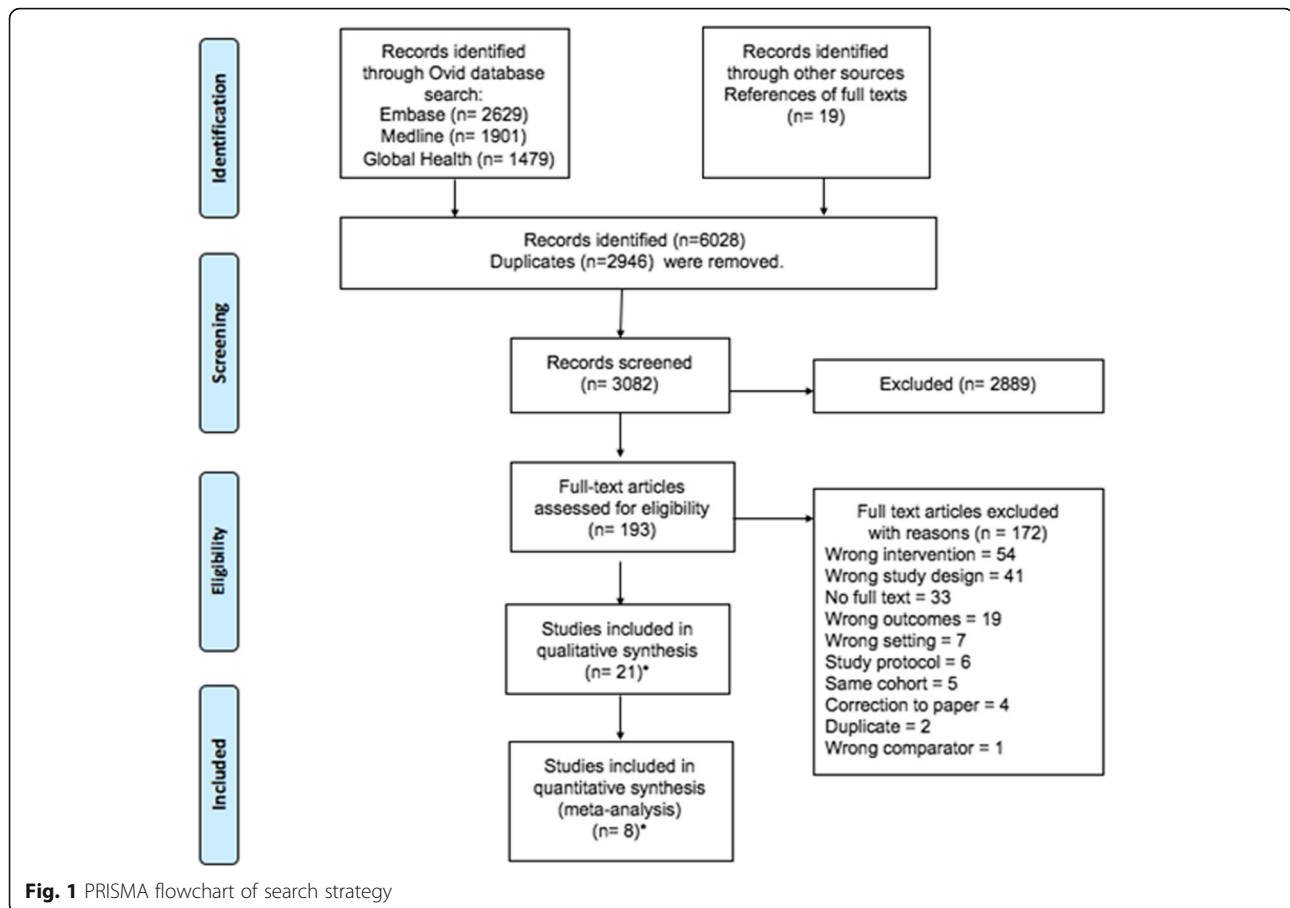 Identification
Records identified
through Ovid database
search:
Embase (n= 2629)
Medline (n= 1901)
Global Health (n= 1479)
Records identified
through other sources
References of full texts
(n= 19)
Records identified (n=6028)
Duplicates (n=2946) were removed.
Screening
Records screened
(n= 3082)
Excluded (n= 2889)
Eligibility
Full-text articles
assessed for eligibility
(n= 193)
Full text articles excluded
with reasons (n = 172)
Wrong intervention = 54
Wrong study design = 41
No full text = 33
Wrong outcomes = 19
Wrong setting = 7
Study protocol = 6
Same cohort = 5
Correction to paper = 4
Duplicate = 2
Wrong comparator = 1
Studies included in
qualitative synthesis
(n= 21)*
Included
Studies included in
quantitative synthesis
(meta-analysis)
(n= 8)*
Fig. 1 PRISMA flowchart of search strategy